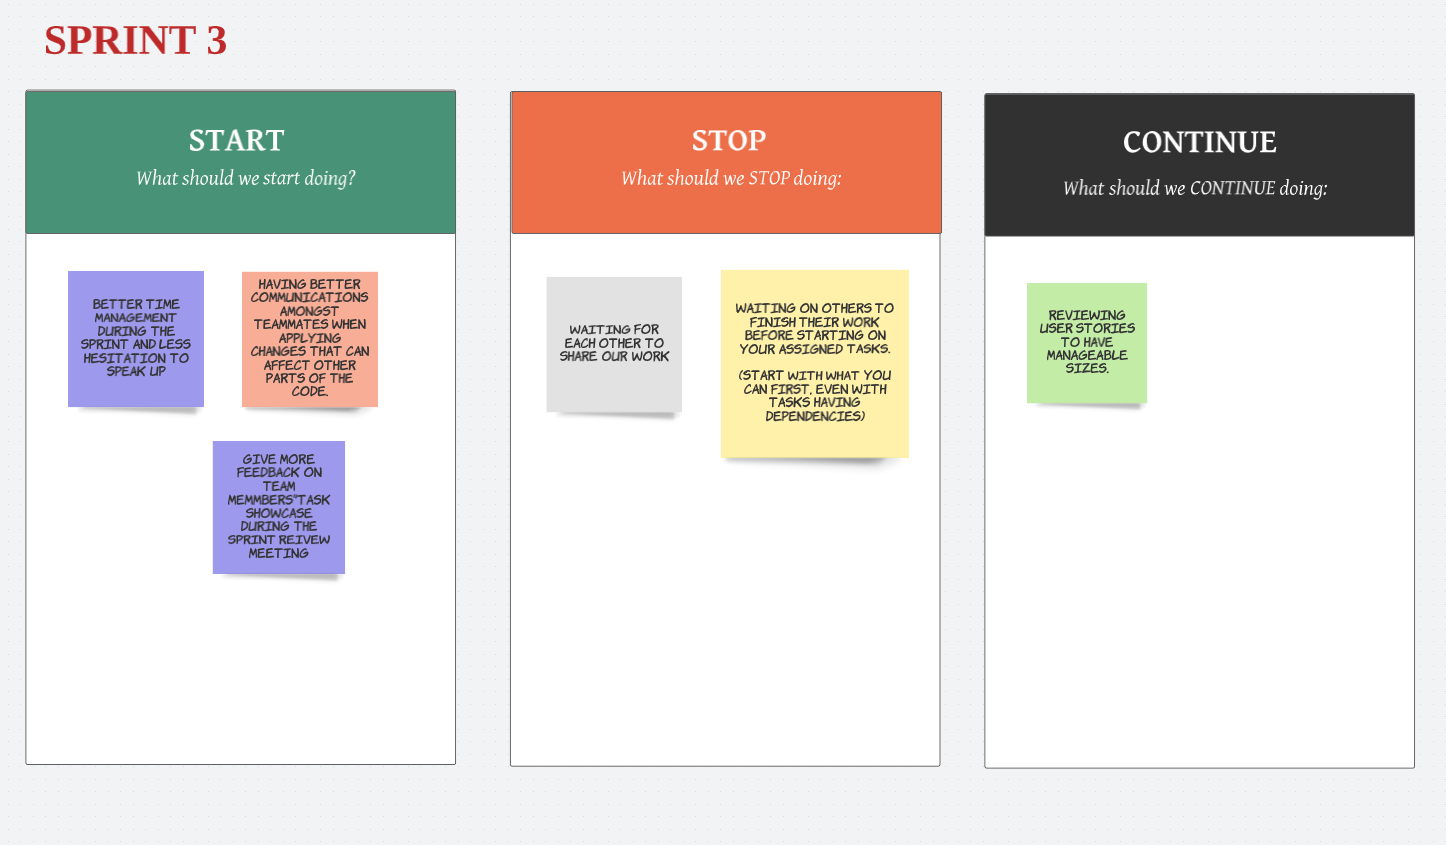 SPRINT 3
START
What should we start doing?
BETTER TIME
MANAGEMENT
DURING THE
SPRINT AND LESS
HESITATION TO
SPEAK UP
HAVING BETTER
COMMUNICATIONS
AMONGST
TEAMMATES WHEN
APPLYING
CHANGES THAT CAN
AFFECT OTHER
PARTS OF THE
CODE.
GIVE MORE
FEEDBACK ON
TEAM
MEMMBERS"TASK
SHOWCASE
DURING THE
SPRINT REIVEW
MEETING
STOP
What should we STOP doing:
WAITING FOR
EACH OTHER TO
SHARE OUR WORK
WAITING ON OTHERS TO
FINISH THEIR WORK
BEFORE STARTING ON
YOUR ASSIGNED TASKS.
(START WITH WHAT YOU
CAN FIRST, EVEN WITH
TASKS HAVING
DEPENDENCIES)
CONTINUE
What should we CONTINUE doing:
REVIEWING
USER STORIES
TO HAVE
MANAGEABLE
SIZES.